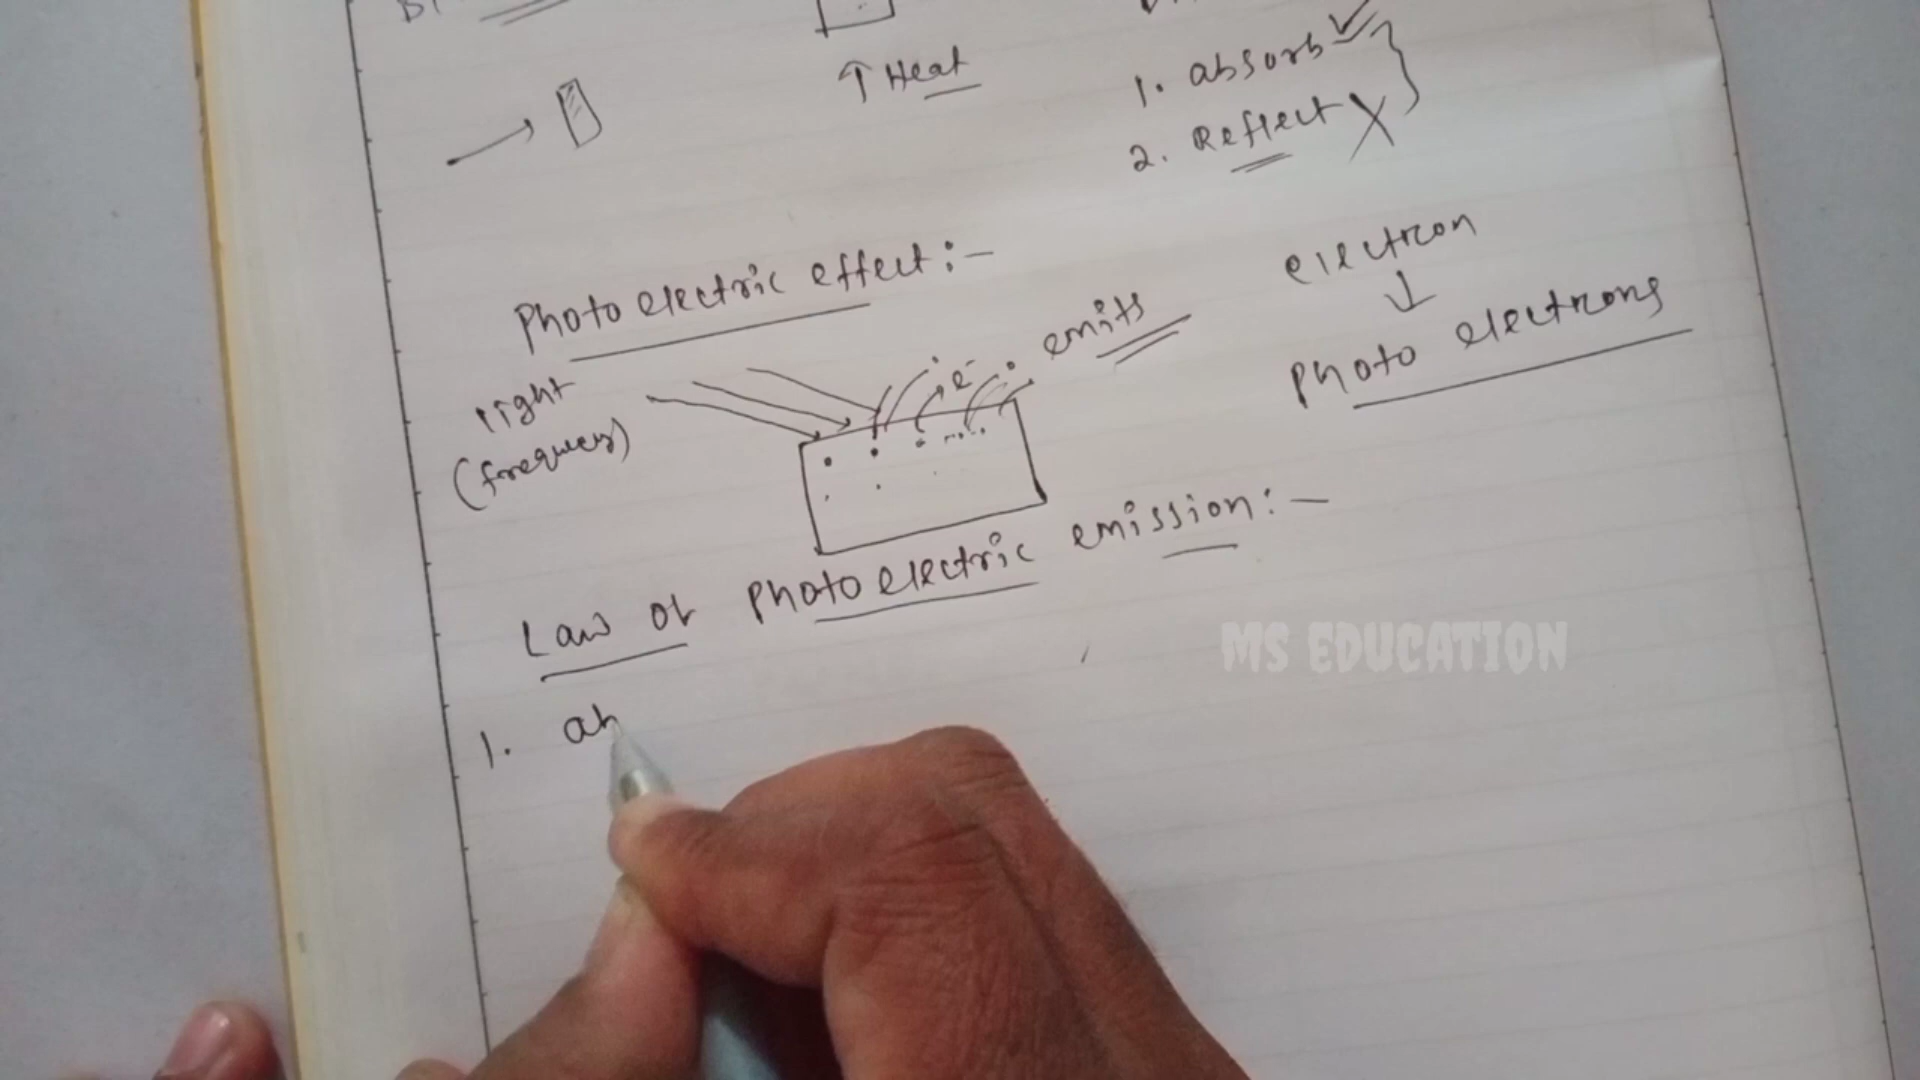 ↑ Heat
1. absorb ✓
2. Reflect X
Photo electric effect :-
electron
↓
Photo electrons
light
(frequency)
e-
emits
Law of Photo electric emission :-
1. ah
MS EDUCATION